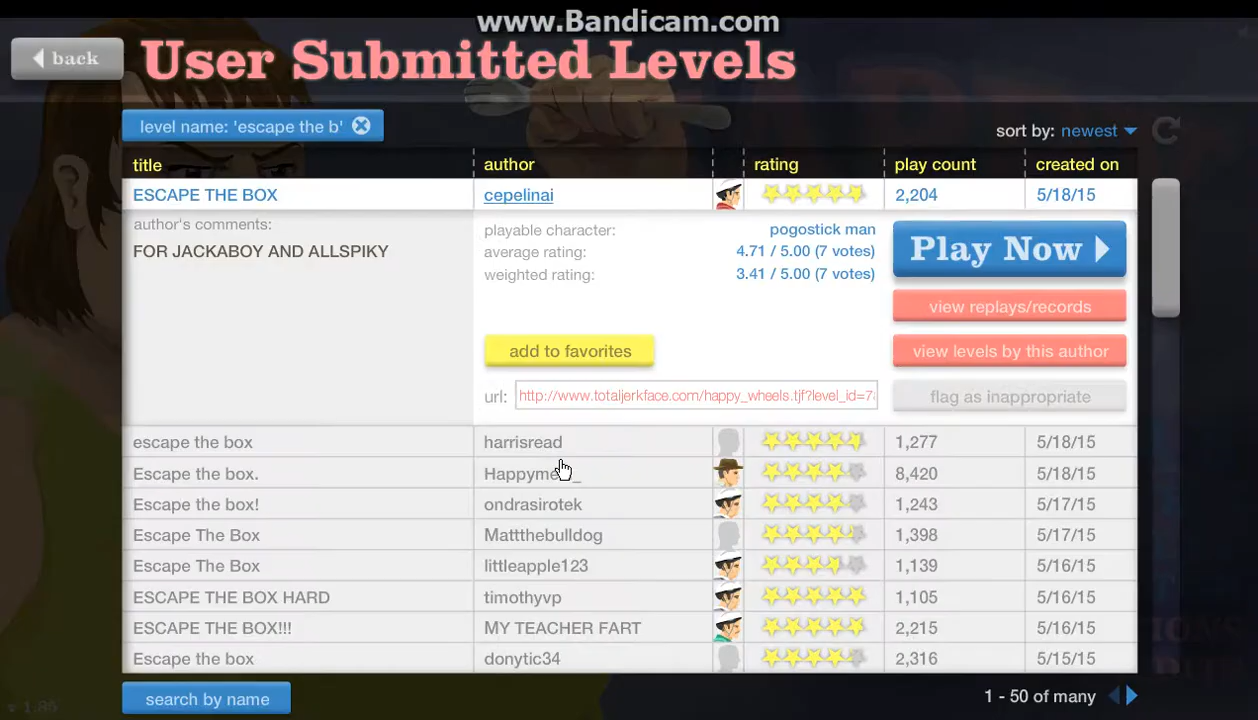 www.Bandicam.com
back
User Submitted Levels
level name: 'escape the b'
sort by: newest
title author rating play count created on
ESCAPE THE BOX cepelinai 2,204 5/18/15
author's comments:
FOR JACKABOY AND ALLSPIKY
playable character: pogostick man
average rating: 4.71 / 5.00 (7 votes)
weighted rating: 3.41 / 5.00 (7 votes)
Play Now
view replays/records
add to favorites
view levels by this author
url: http://www.totaljerkface.com/happy_wheels.tjf?level_id=7
flag as inappropriate
escape the box harrisread 1,277 5/18/15
Escape the box. 8,420 5/18/15
Escape the box! ondrasirotek 1,243 5/17/15
Escape The Box Mattthebulldog 1,398 5/17/15
Escape The Box littleapple123 1,139 5/16/15
ESCAPE THE BOX HARD timothyvp 1,105 5/16/15
ESCAPE THE BOX!!! MY TEACHER FART 2,215 5/16/15
Escape the box donytic34 2,316 5/15/15
search by name
1 - 50 of many
v 1.85